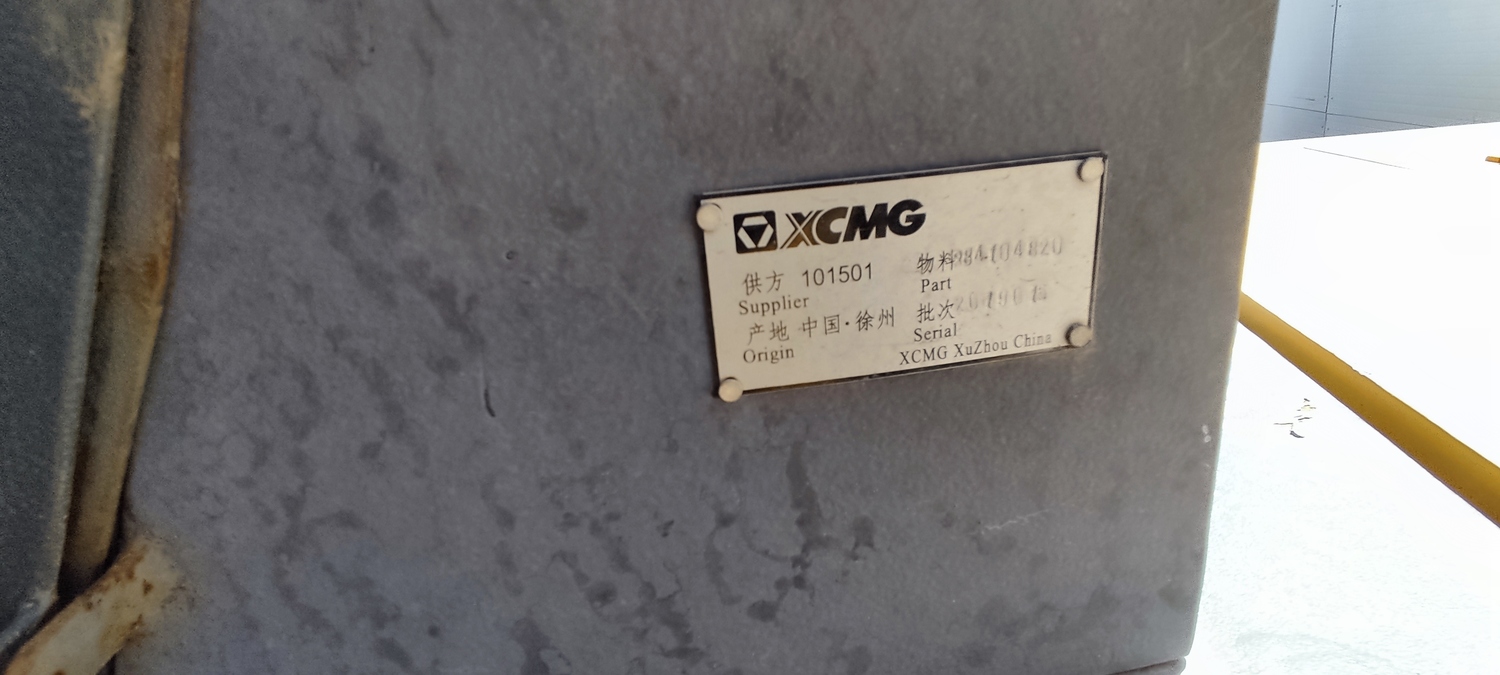 XCMG
供方 101501
Supplier
物料
Part
产地 中国·徐州
Origin
批次
Serial
XCMG XuZhou China